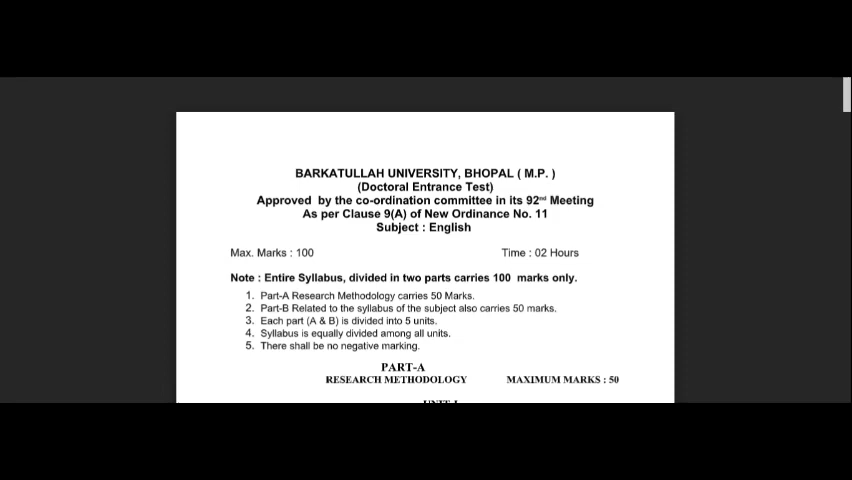 BARKATULLAH UNIVERSITY, BHOPAL ( M.P. )
(Doctoral Entrance Test)
Approved by the co-ordination committee in its 92nd Meeting
As per Clause 9(A) of New Ordinance No. 11
Subject : English
Max. Marks : 100 Time : 02 Hours
Note : Entire Syllabus, divided in two parts carries 100 marks only.
1. Part-A Research Methodology carries 50 Marks.
2. Part-B Related to the syllabus of the subject also carries 50 marks.
3. Each part (A & B) is divided into 5 units.
4. Syllabus is equally divided among all units.
5. There shall be no negative marking.
PART-A
RESEARCH METHODOLOGY MAXIMUM MARKS : 50